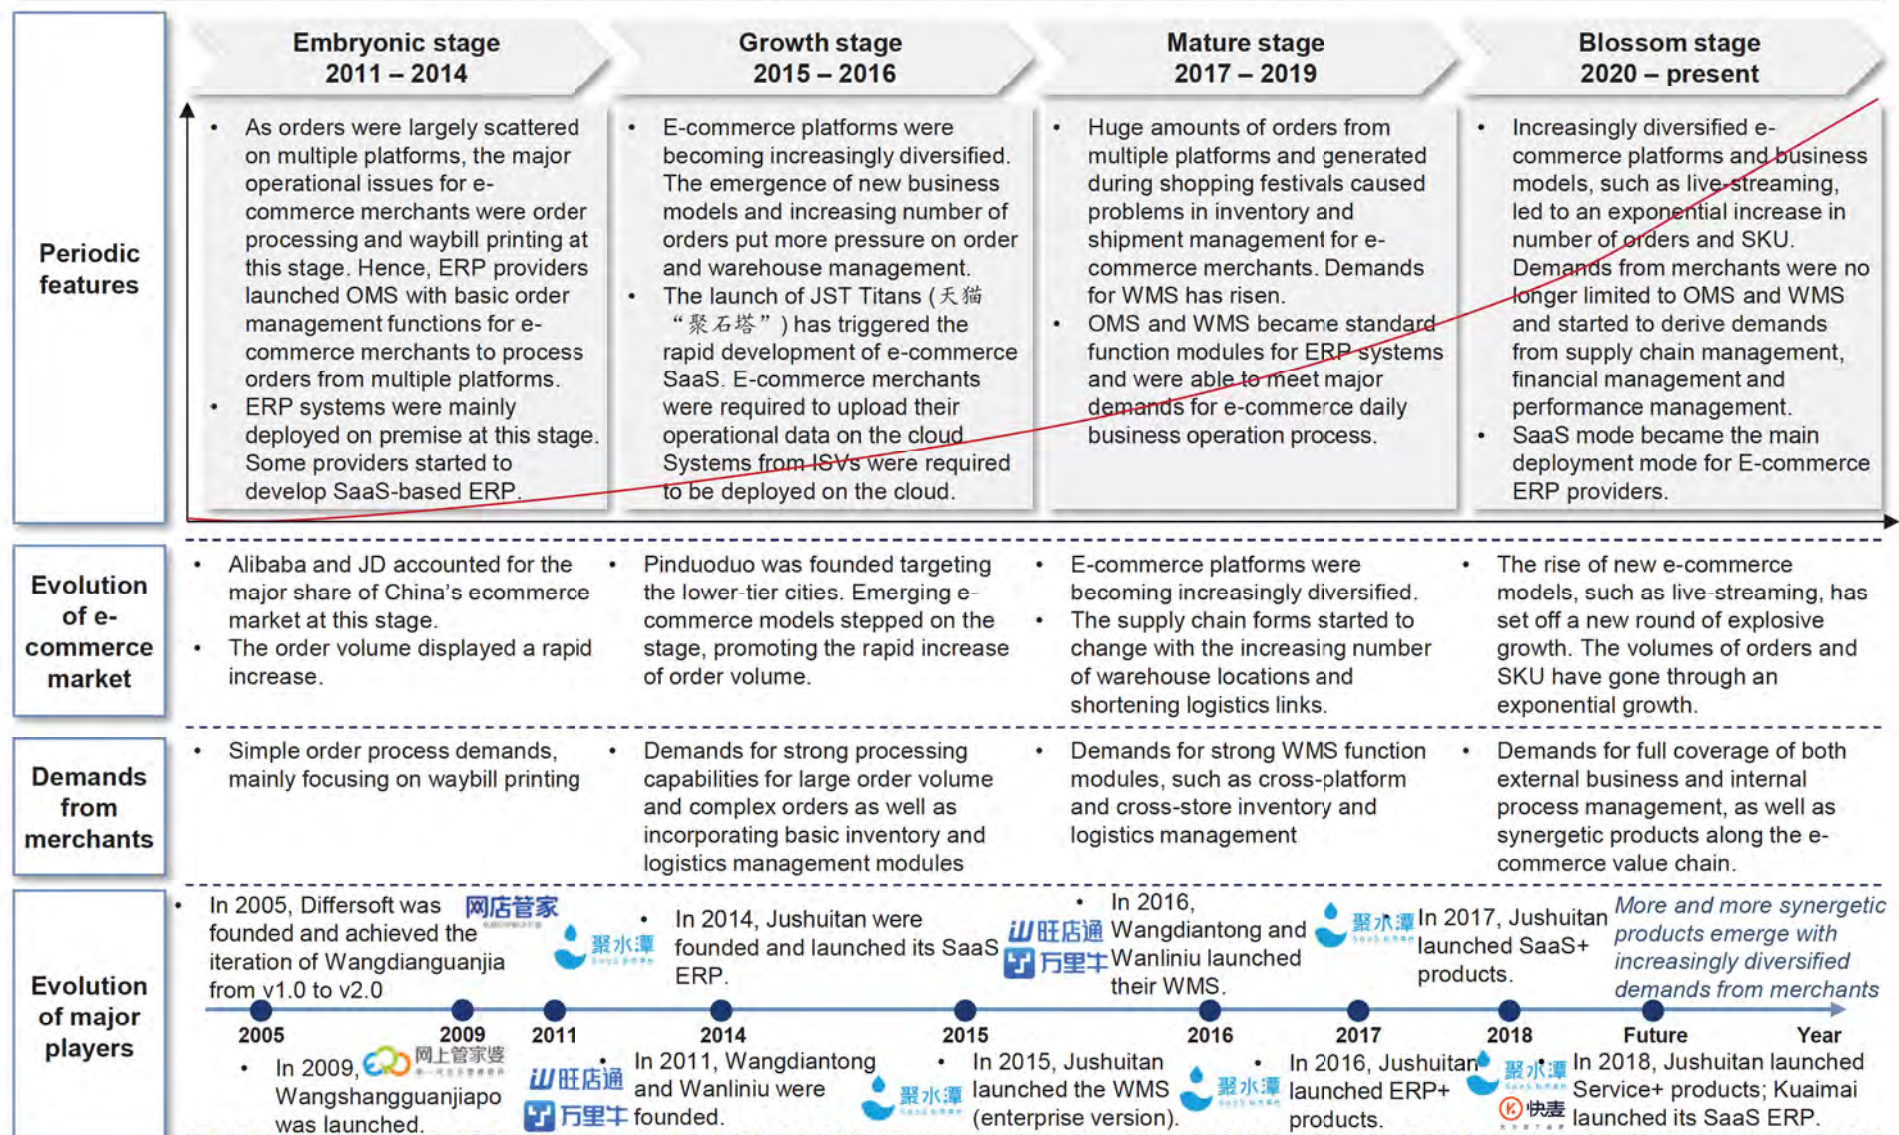 Embryonic stage
2011 – 2014
Growth stage
2015 – 2016
Mature stage
2017 – 2019
Blossom stage
2020 – present
Periodic
features
• As orders were largely scattered
on multiple platforms, the major
operational issues for e-
commerce merchants were order
processing and waybill printing at
this stage. Hence, ERP providers
launched OMS with basic order
management functions for e-
commerce merchants to process
orders from multiple platforms.
• ERP systems were mainly
deployed on premise at this stage.
Some providers started to
develop SaaS-based ERP.
• E-commerce platforms were
becoming increasingly diversified.
The emergence of new business
models and increasing number of
orders put more pressure on order
and warehouse management.
• The launch of JST Titans (天猫
“聚石塔”) has triggered the
rapid development of e-commerce
SaaS. E-commerce merchants
were required to upload their
operational data on the cloud
Systems from ISVs were required
to be deployed on the cloud.
• Huge amounts of orders from
multiple platforms and generated
during shopping festivals caused
problems in inventory and
shipment management for e-
commerce merchants. Demands
for WMS has risen.
• OMS and WMS became standard
function modules for ERP systems
and were able to meet major
demands for e-commerce daily
business operation process.
• Increasingly diversified e-
commerce platforms and business
models, such as live-streaming,
led to an exponential increase in
number of orders and SKU.
Demands from merchants were no
longer limited to OMS and WMS
and started to derive demands
from supply chain management,
financial management and
performance management.
• SaaS mode became the main
deployment mode for E-commerce
ERP providers.
Evolution
of e-
commerce
market
• Alibaba and JD accounted for the
major share of China's ecommerce
market at this stage.
• The order volume displayed a rapid
increase.
• Pinduoduo was founded targeting
the lower-tier cities. Emerging e-
commerce models stepped on the
stage, promoting the rapid increase
of order volume.
• E-commerce platforms were
becoming increasingly diversified.
• The supply chain forms started to
change with the increasing number
of warehouse locations and
shortening logistics links.
• The rise of new e-commerce
models, such as live-streaming, has
set off a new round of explosive
growth. The volumes of orders and
SKU have gone through an
exponential growth.
Demands
from
merchants
• Simple order process demands,
mainly focusing on waybill printing
• Demands for strong processing
capabilities for large order volume
and complex orders as well as
incorporating basic inventory and
logistics management modules
• Demands for strong WMS function
modules, such as cross-platform
and cross-store inventory and
logistics management
• Demands for full coverage of both
external business and internal
process management, as well as
synergetic products along the e-
commerce value chain.
Evolution
of major
players
• In 2005, Differsoft was
founded and achieved the
iteration of Wangdianguanjia
from v1.0 to v2.0
网店管家
聚水潭
• In 2014, Jushuitan were
founded and launched its SaaS
ERP.
旺店通
万里牛
• In 2016,
Wangdiantong and
Wanliniu launched
their WMS.
聚水潭
• In 2017, Jushuitan
launched SaaS+
products.
More and more synergetic
products emerge with
increasingly diversified
demands from merchants
2005
2009
2011
2014
2015
2016
2017
2018
Future
Year
• In 2009,
Wangshangguanjiapo
was launched.
网上管家婆
旺店通
万里牛
• In 2011, Wangdiantong
and Wanliniu were
founded.
聚水潭
• In 2015, Jushuitan
launched the WMS
(enterprise version).
聚水潭
• In 2016, Jushuitan
launched ERP+
products.
聚水潭
快麦
• In 2018, Jushuitan launched
Service+ products; Kuaimai
launched its SaaS ERP.